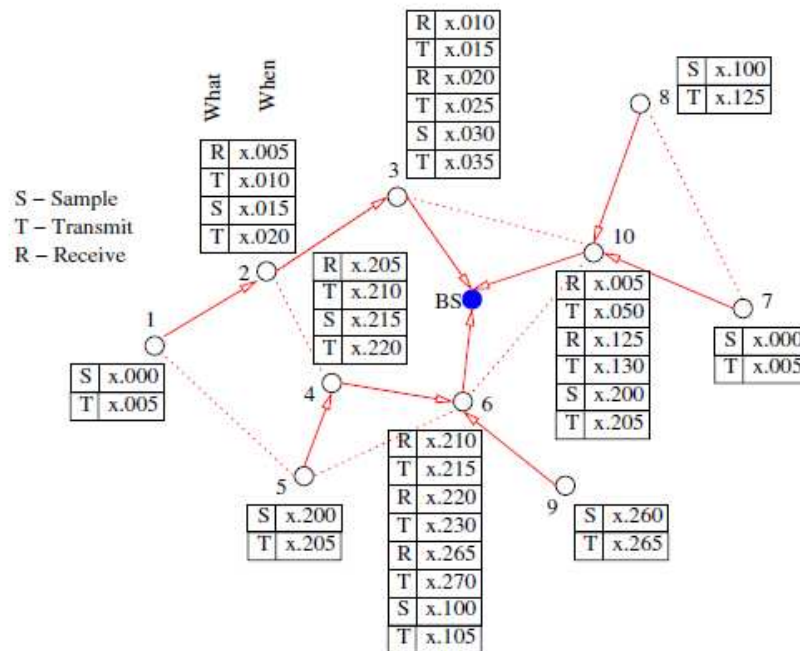 What
When
S – Sample
T – Transmit
R – Receive
1
S x.000
T x.005
2
R x.005
T x.010
S x.015
T x.020
3
R x.010
T x.015
R x.020
T x.025
S x.030
T x.035
4
R x.205
T x.210
S x.215
T x.220
5
S x.200
T x.205
BS
6
R x.210
T x.215
R x.220
T x.230
R x.265
T x.270
S x.100
T x.105
8
S x.100
T x.125
10
R x.005
T x.050
R x.125
T x.130
S x.200
T x.205
7
S x.000
T x.005
9
S x.260
T x.265